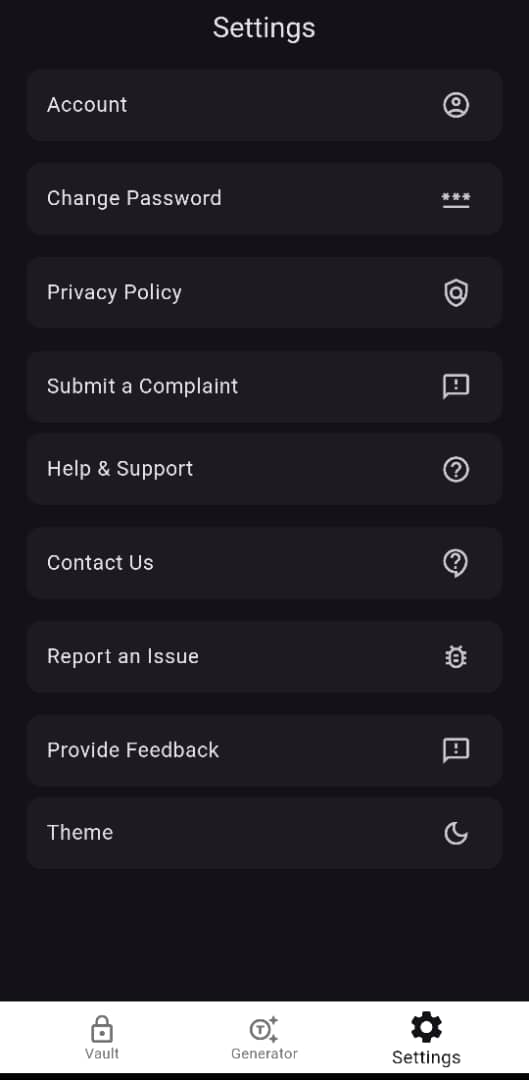 Settings
Account
Change Password
Privacy Policy
Submit a Complaint
Help & Support
Contact Us
Report an Issue
Provide Feedback
Theme
Vault
Generator
Settings